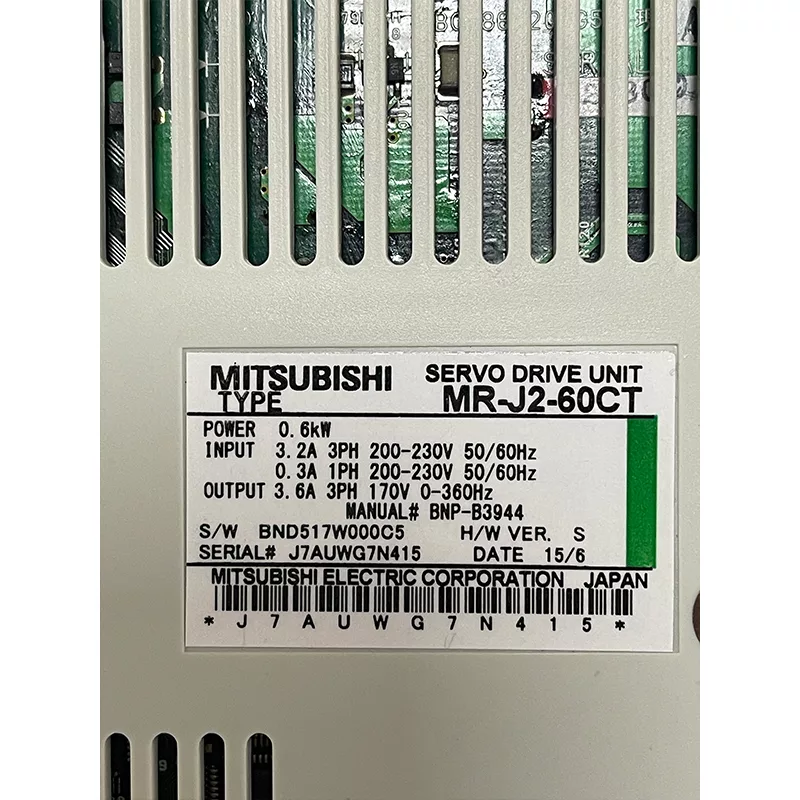 MITSUBISHI SERVO DRIVE UNIT
TYPE MR-J2-60CT
POWER 0.6kW
INPUT 3.2A 3PH 200-230V 50/60Hz
0.3A 1PH 200-230V 50/60Hz
OUTPUT 3.6A 3PH 170V 0-360Hz
MANUAL# BNP-B3944
S/W BND517W000C5 H/W VER. S
SERIAL# J7AUWG7N415 DATE 15/6
MITSUBISHI ELECTRIC CORPORATION JAPAN
*J7AUWG7N415*